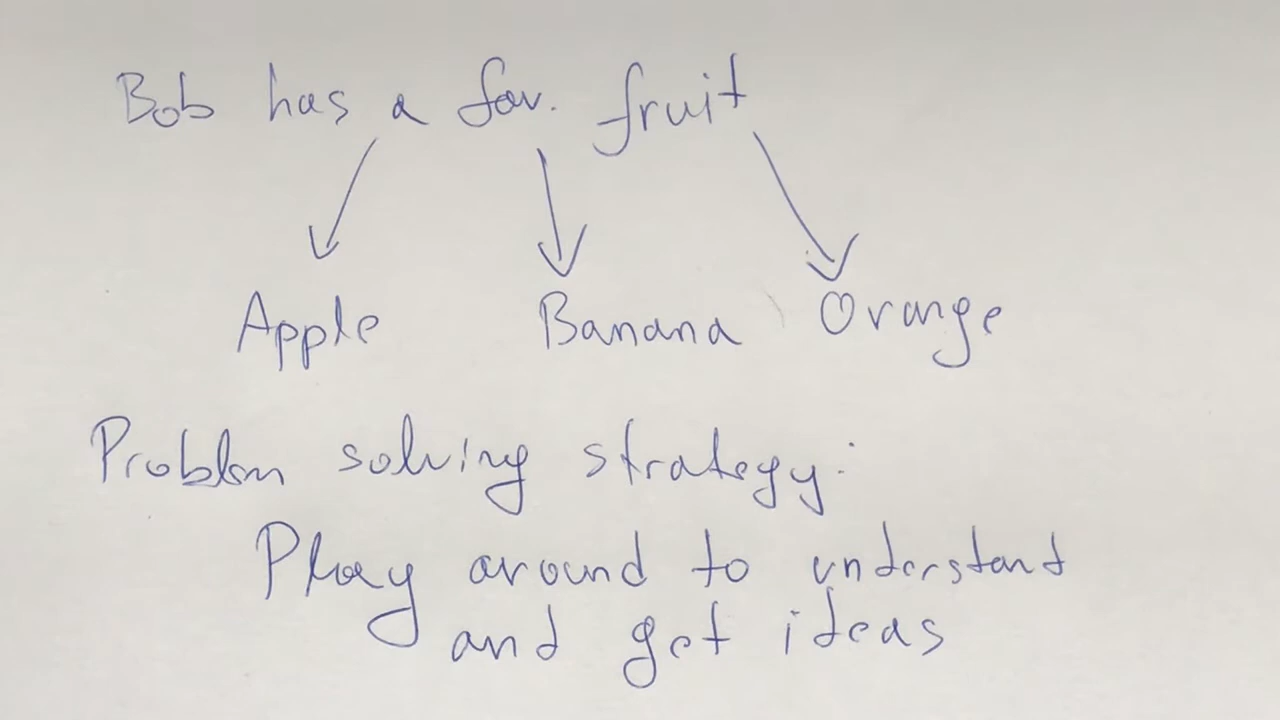 Bob has a fav. fruit
Apple Banana Orange
Problem solving strategy:
Play around to understand
and get ideas